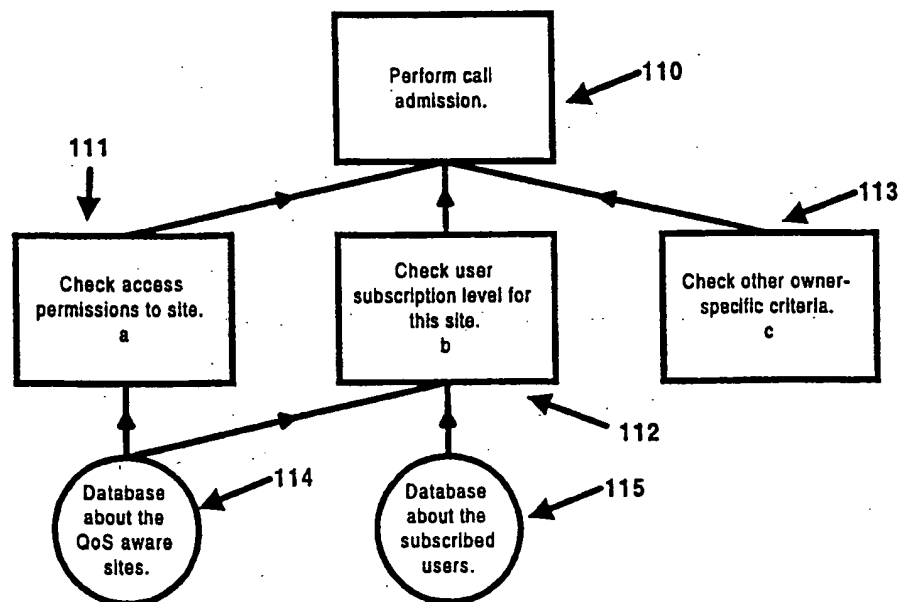 Perform call
admission.
110
111
113
Check access
permissions to site.
a
Check user
subscription level for
this site.
b
Check other owner-
specific criteria.
c
112
114
115
Database
about the
QoS aware
sites.
Database
about the
subscribed
users.